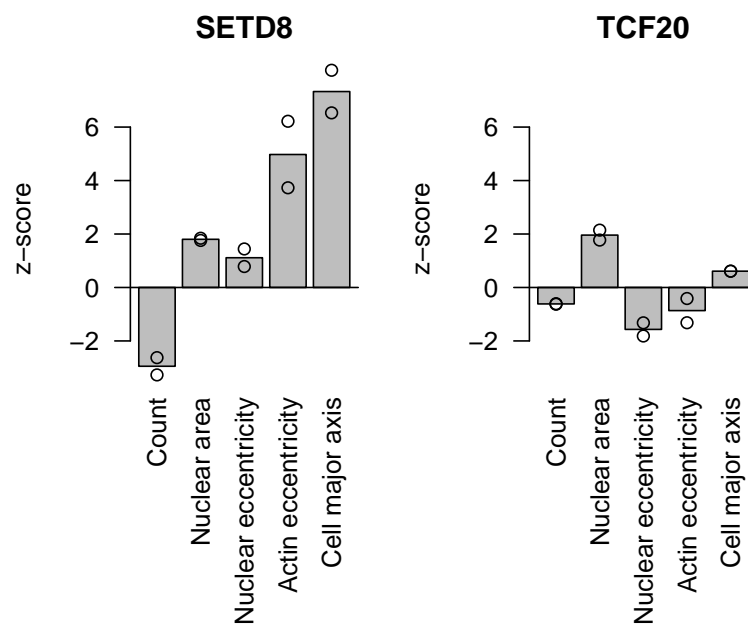 SETD8
z−score
6
4
2
0
−2
Count
Nuclear area
Nuclear eccentricity
Actin eccentricity
Cell major axis
TCF20
z−score
6
4
2
0
−2
Count
Nuclear area
Nuclear eccentricity
Actin eccentricity
Cell major axis